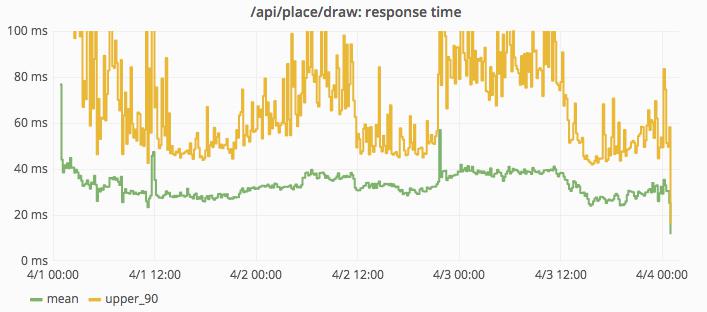 /api/place/draw: response time
100 ms
80 ms
60 ms
40 ms
20 ms
0 ms
4/1 00:00 4/1 12:00 4/2 00:00 4/2 12:00 4/3 00:00 4/3 12:00 4/4 00:00
mean upper_90